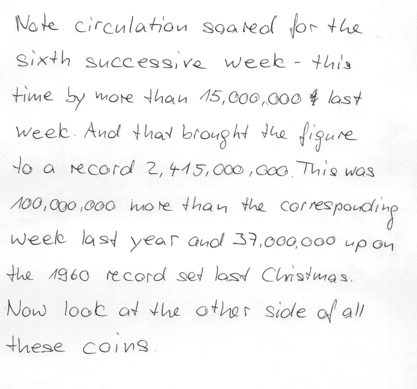 Note circulation soared for the
sixth successive week - this
time by more than 15,000,000 last
week. And that brought the figure
to a record 2,415,000,000. This was
100,000,000 more than the corresponding
week last year and 37,000,000 up on
the 1960 record set last Christmas.
Now look at the other side of all
these coins.